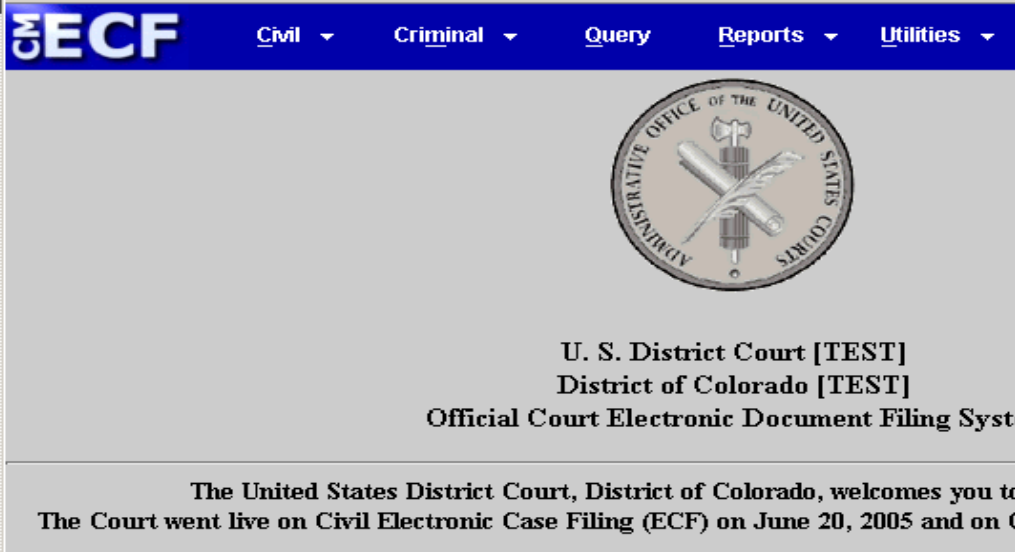 CM ECF Civil Criminal Query Reports Utilities
ADMINISTRATIVE OFFICE OF THE UNITED STATES COURTS
U. S. District Court [TEST]
District of Colorado [TEST]
Official Court Electronic Document Filing Syst
The United States District Court, District of Colorado, welcomes you to
The Court went live on Civil Electronic Case Filing (ECF) on June 20, 2005 and on